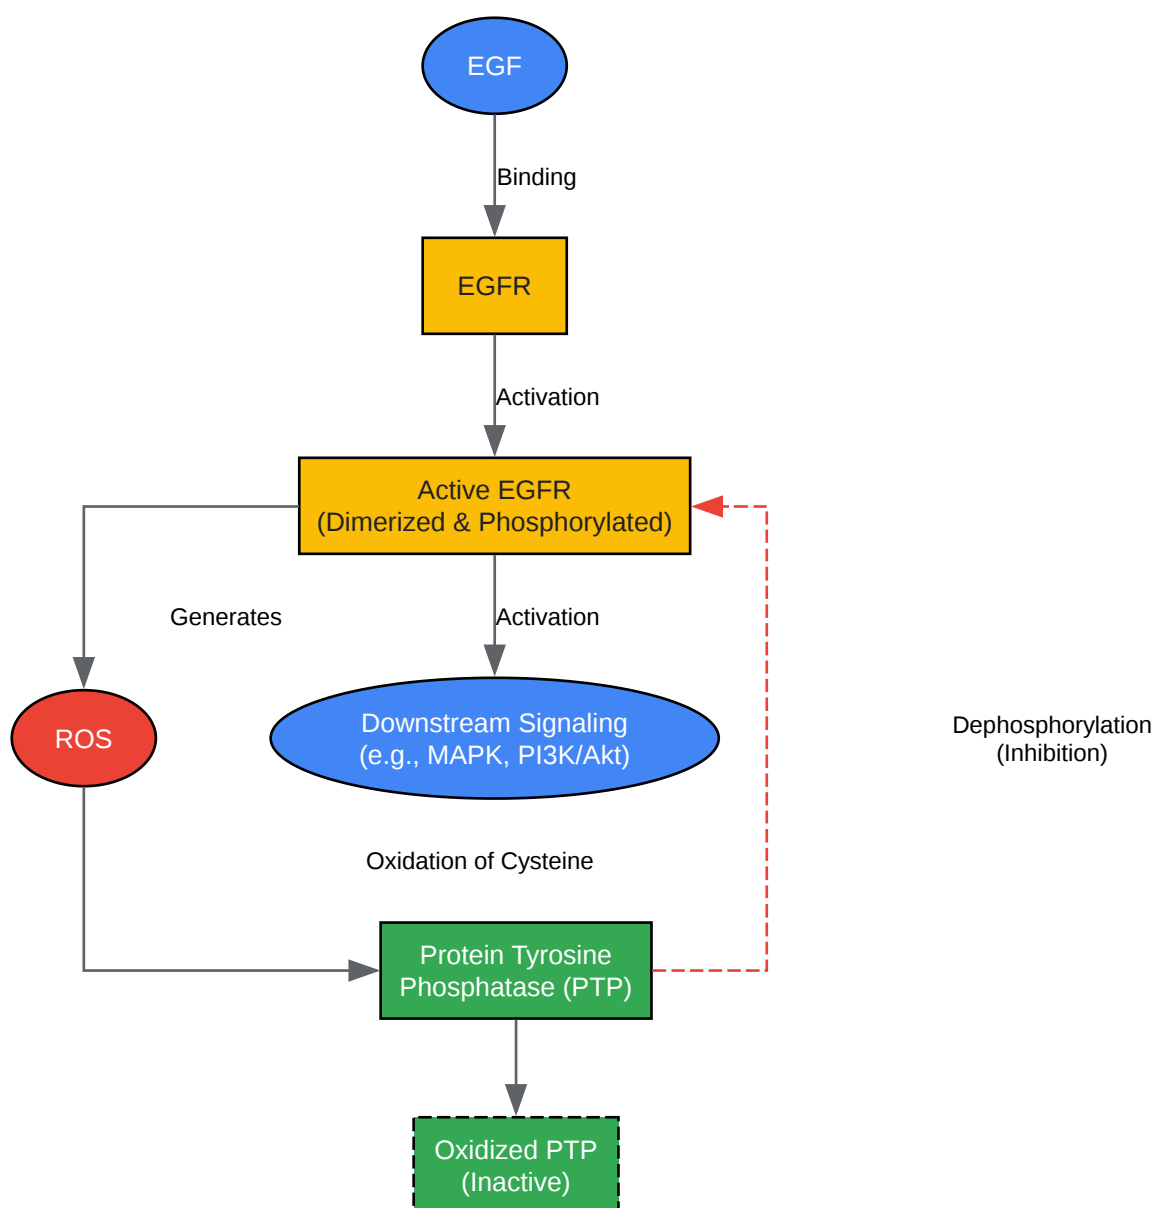 EGF
Binding
EGFR
Activation
Active EGFR
(Dimerized & Phosphorylated)
Generates
Activation
ROS
Downstream Signaling
(e.g., MAPK, PI3K/Akt)
Dephosphorylation
(Inhibition)
Oxidation of Cysteine
Protein Tyrosine
Phosphatase (PTP)
Oxidized PTP
(Inactive)